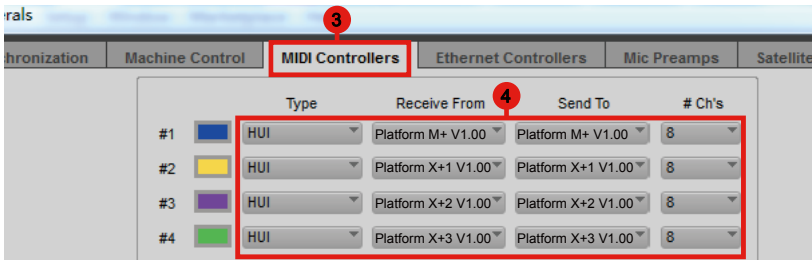 erals
3
chronization Machine Control MIDI Controllers Ethernet Controllers Mic Preamps Satellite
4
Type Receive From Send To # Ch's
#1 HUI Platform M+ V1.00 Platform M+ V1.00 8
#2 HUI Platform X+1 V1.00 Platform X+1 V1.00 8
#3 HUI Platform X+2 V1.00 Platform X+2 V1.00 8
#4 HUI Platform X+3 V1.00 Platform X+3 V1.00 8